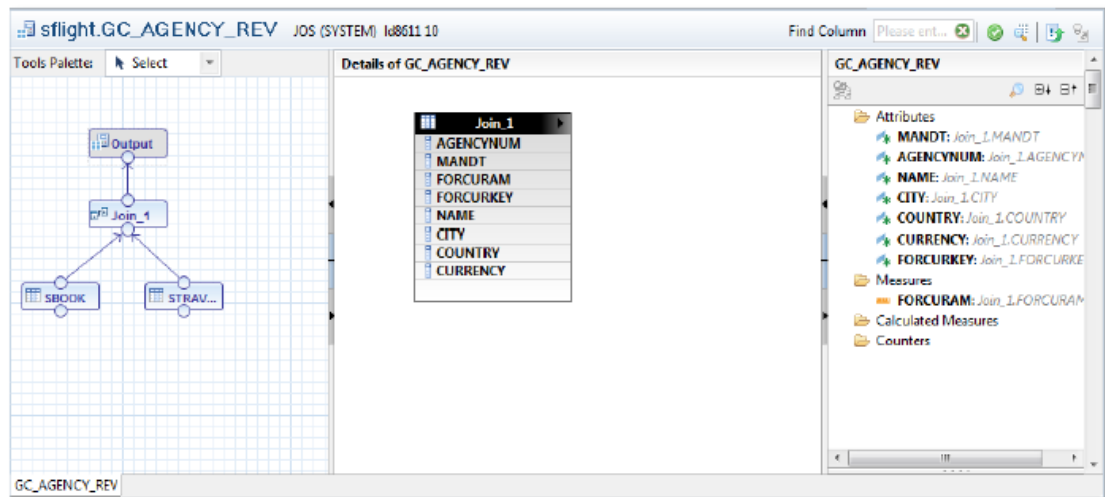 sflight.GC_AGENCY_REV JOS (SYSTEM) ld8611 10
Find Column Please ent...
Tools Palette: Select
Output
Join_1
SBOOK
STRAV...
Details of GC_AGENCY_REV
Join_1
AGENCYNUM
MANDT
FORCURAM
FORCURKEY
NAME
CITY
COUNTRY
CURRENCY
GC_AGENCY_REV
Attributes
MANDT: Join_1.MANDT
AGENCYNUM: Join_1.AGENCYN
NAME: Join_1.NAME
CITY: Join_1.CITY
COUNTRY: Join_1.COUNTRY
CURRENCY: Join_1.CURRENCY
FORCURKEY: Join_1.FORCURKE
Measures
FORCURAM: Join_1.FORCURAM
Calculated Measures
Counters
GC_AGENCY_REV